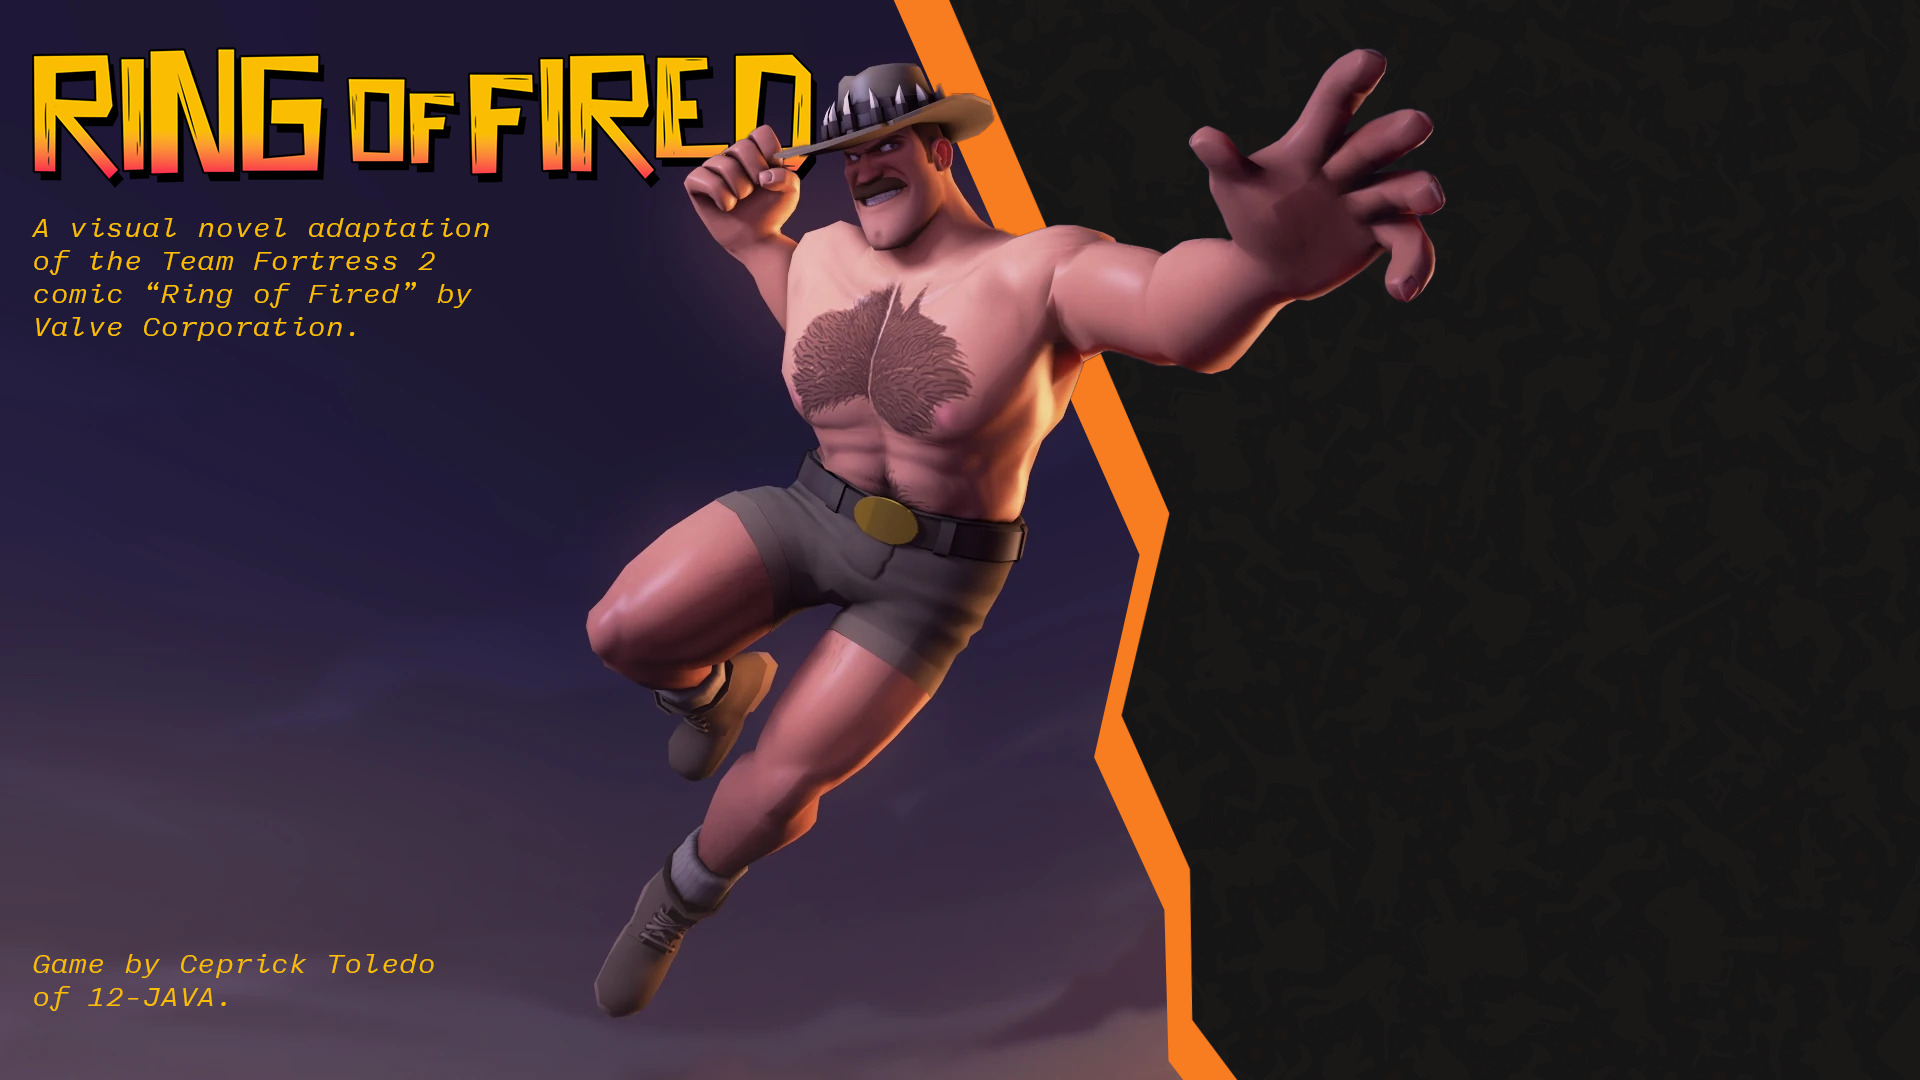 RING OF FIRED
A visual novel adaptation
of the Team Fortress 2
comic “Ring of Fired” by
Valve Corporation.
Game by Ceprick Toledo
of 12-JAVA.